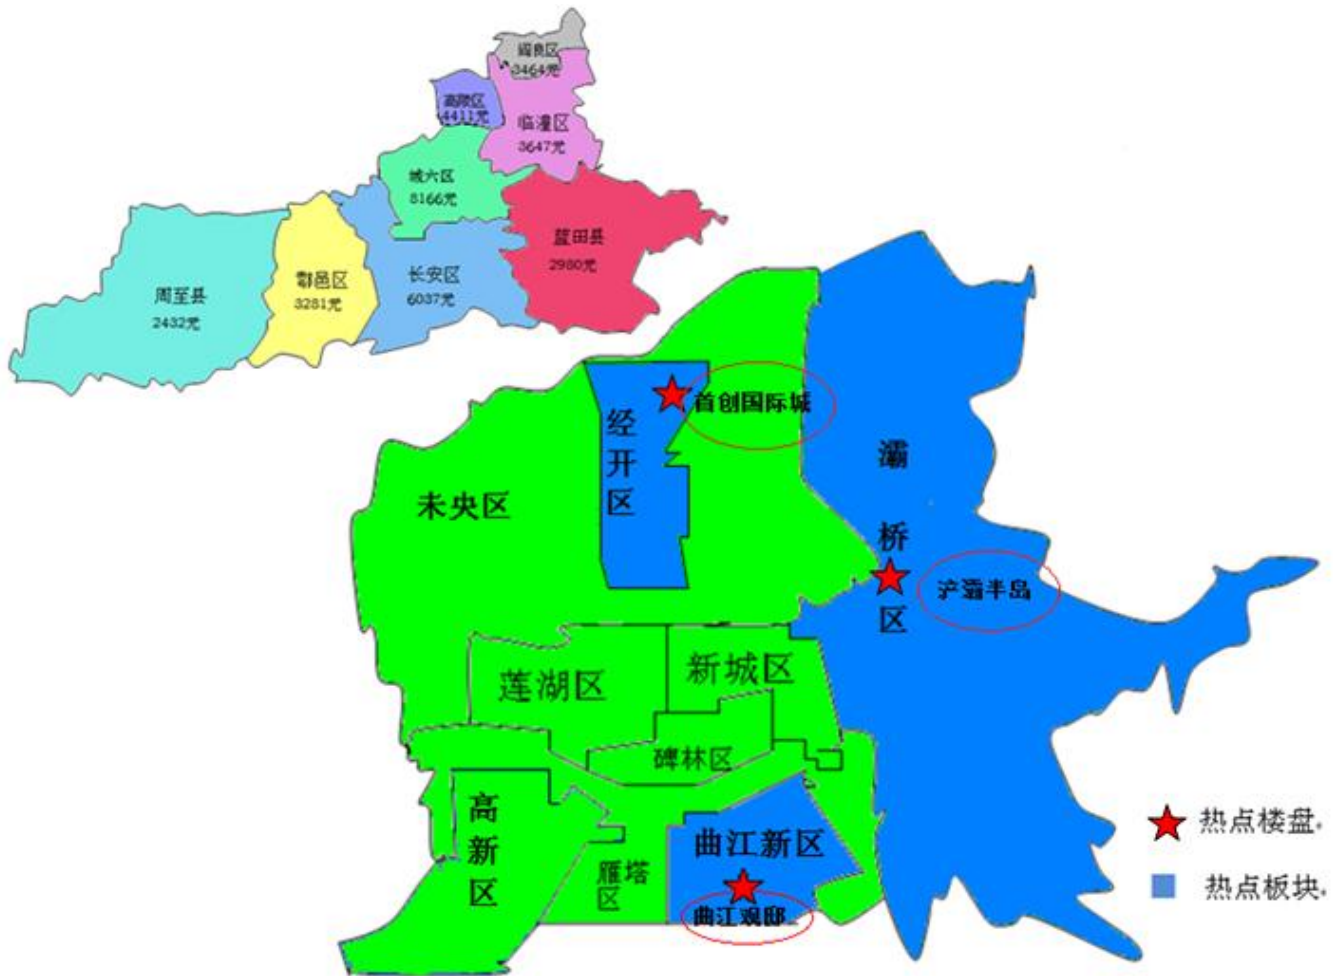 阎良区
3464元
高陵区
4411元
临潼区
3647元
城六区
8166元
蓝田县
2980元
长安区
6037元
鄠邑区
3281元
周至县
2432元
首创国际城
经开区
未央区
灞桥区
浐灞半岛
莲湖区
新城区
碑林区
高新区
雁塔区
曲江新区
曲江观邸
热点楼盘.
热点板块.